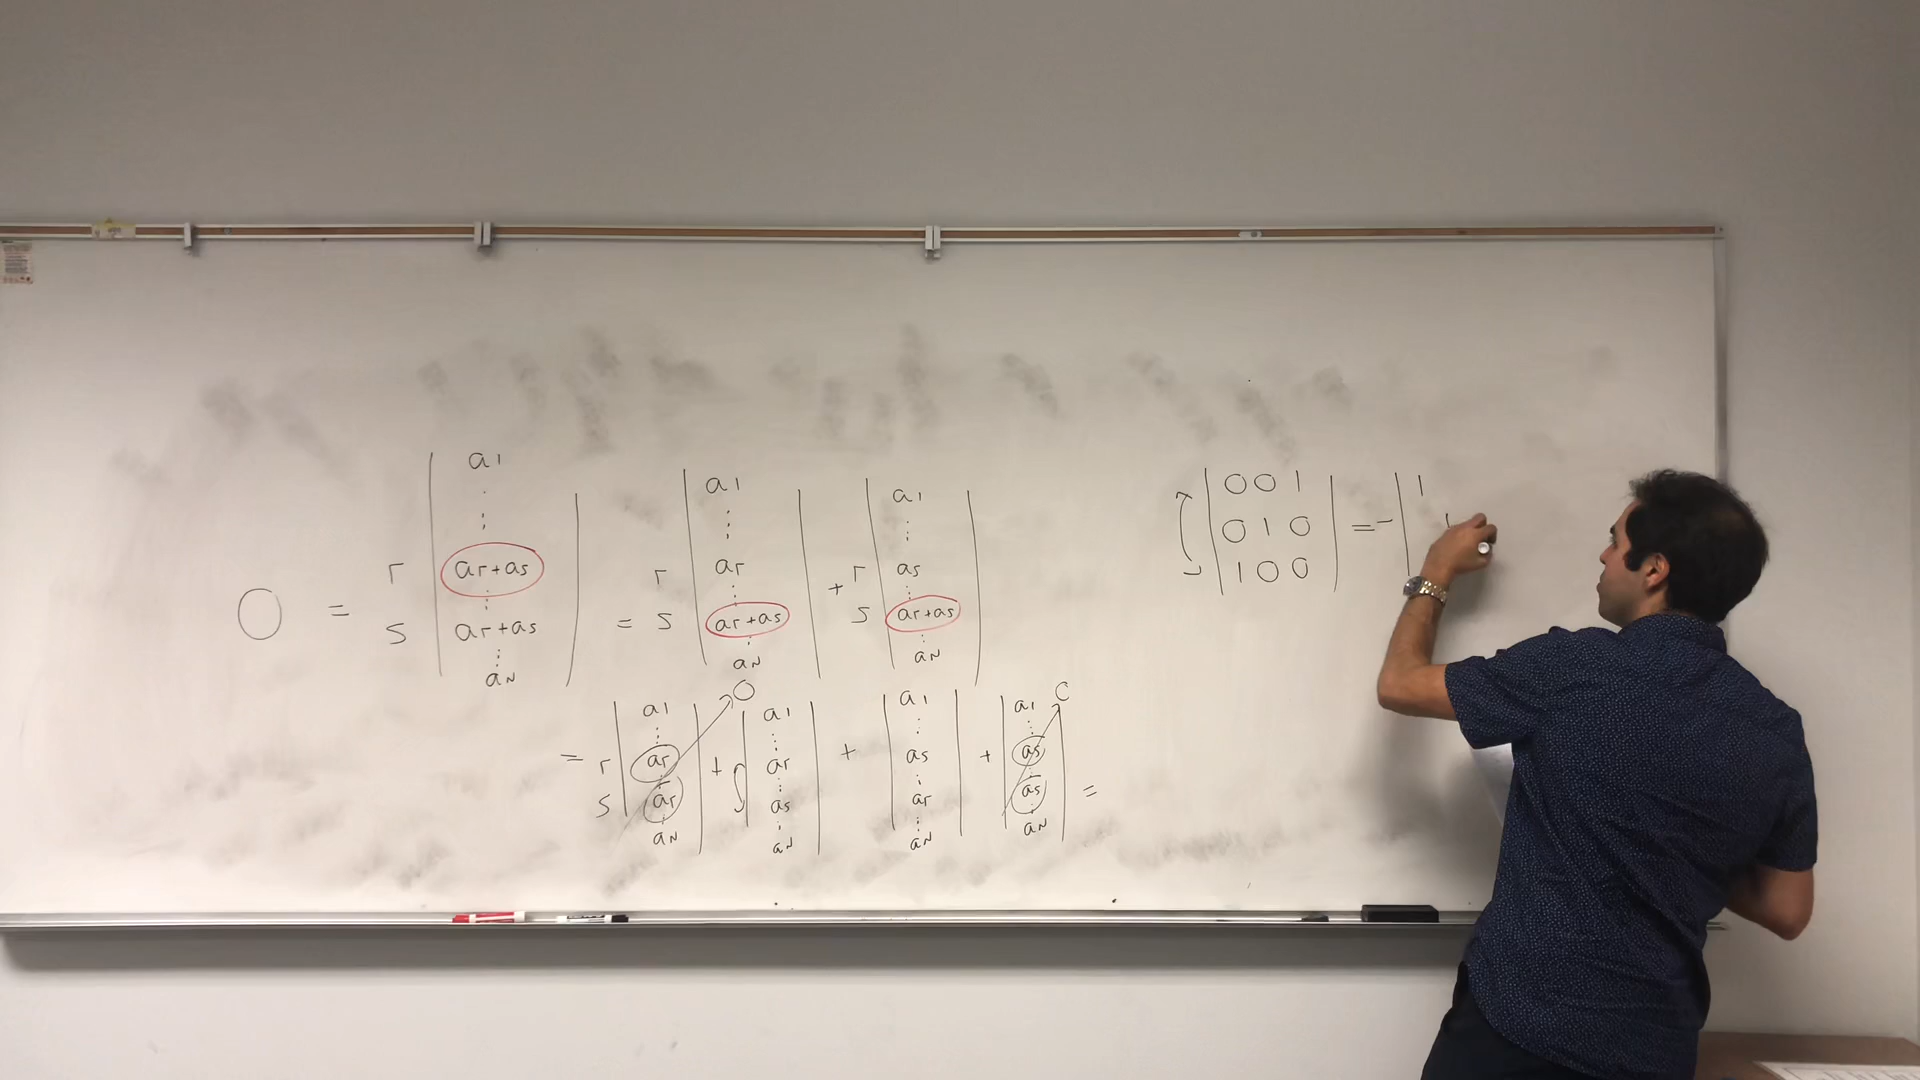 a1 a1 a1
r ar+as = r ar + r as
0 = s ar+as = s ar+as s ar+as
aN aN aN
0 0 1
0 1 0 = - 1
1 0 0 1
0
a1 a1 a1 a1
= r ar + ar + as + as =
s ar as ar as
aN aN aN aN